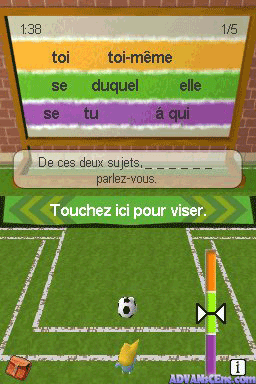 1:38 1/5
toi toi-même
se duquel elle
se tu á qui
De ces deux sujets,_ _ _ _ _ _
parlez-vous.
Touchez ici pour viser.
i
ADVANsCEne.com